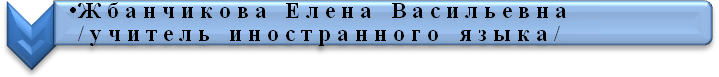 •Жбанчикова Елена Васильевна
/учитель иностранного языка/